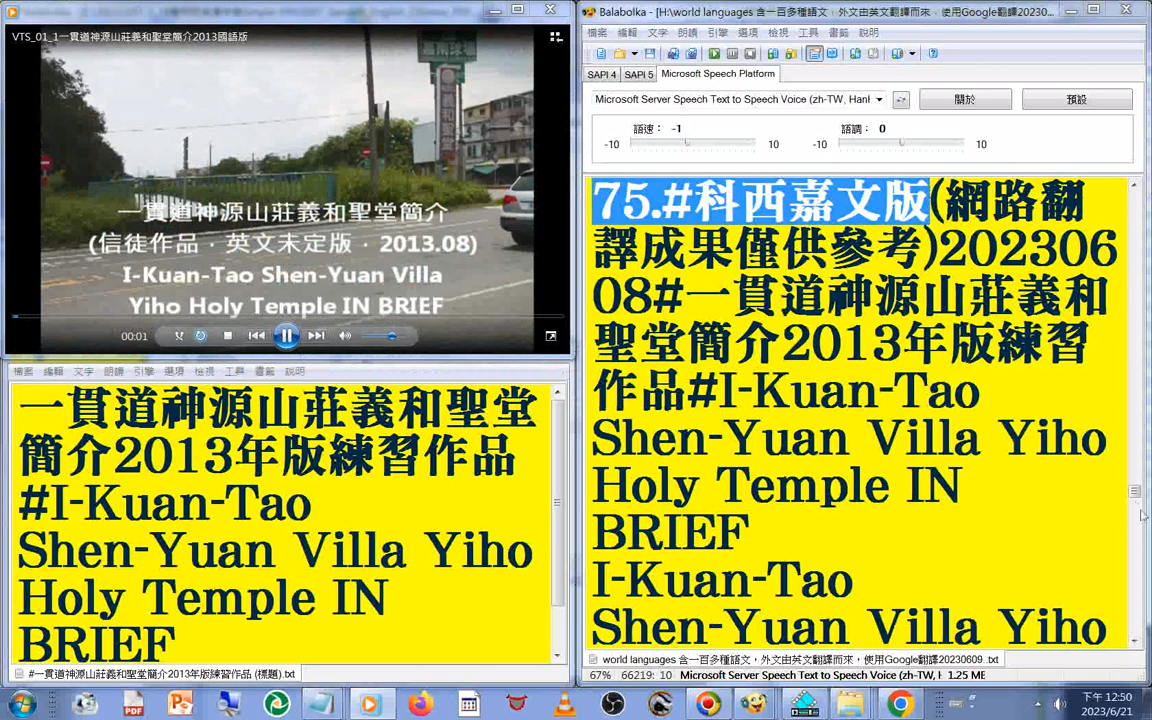 Balabolka - [H:\world languages 含一百多種語文，外文由英文翻譯而來，使用Google翻譯20230...
VTS_01_1一貫道神源山莊義和聖堂簡介2013國語版
一貫道神源山莊義和聖堂簡介
(信徒作品．英文未定版．2013.08)
I-Kuan-Tao Shen-Yuan Villa
Yiho Holy Temple IN BRIEF
00:01
檔案 編輯 文字 朗讀 引擎 選項 檢視 工具 書籤 說明
一貫道神源山莊義和聖堂
簡介2013年版練習作品
#I-Kuan-Tao
Shen-Yuan Villa Yiho
Holy Temple IN
BRIEF
#一貫道神源山莊義和聖堂簡介2013年版練習作品 (標題).txt
檔案 編輯 文字 朗讀 引擎 選項 檢視 工具 書籤 說明
SAPI 4 SAPI 5 Microsoft Speech Platform
Microsoft Server Speech Text to Speech Voice (zh-TW, Hanl
關於 預設
語速： -1 語調： 0
-10 10 -10 10
75.#科西嘉文版(網路翻
譯成果僅供參考)202306
08#一貫道神源山莊義和
聖堂簡介2013年版練習
作品#I-Kuan-Tao
Shen-Yuan Villa Yiho
Holy Temple IN
BRIEF
I-Kuan-Tao
Shen-Yuan Villa Yiho
world languages 含一百多種語文，外文由英文翻譯而來，使用Google翻譯20230609..txt
67% 66219: 10 Microsoft Server Speech Text to Speech Voice (zh-TW, H 1.25 ME
下午 12:50
2023/6/21